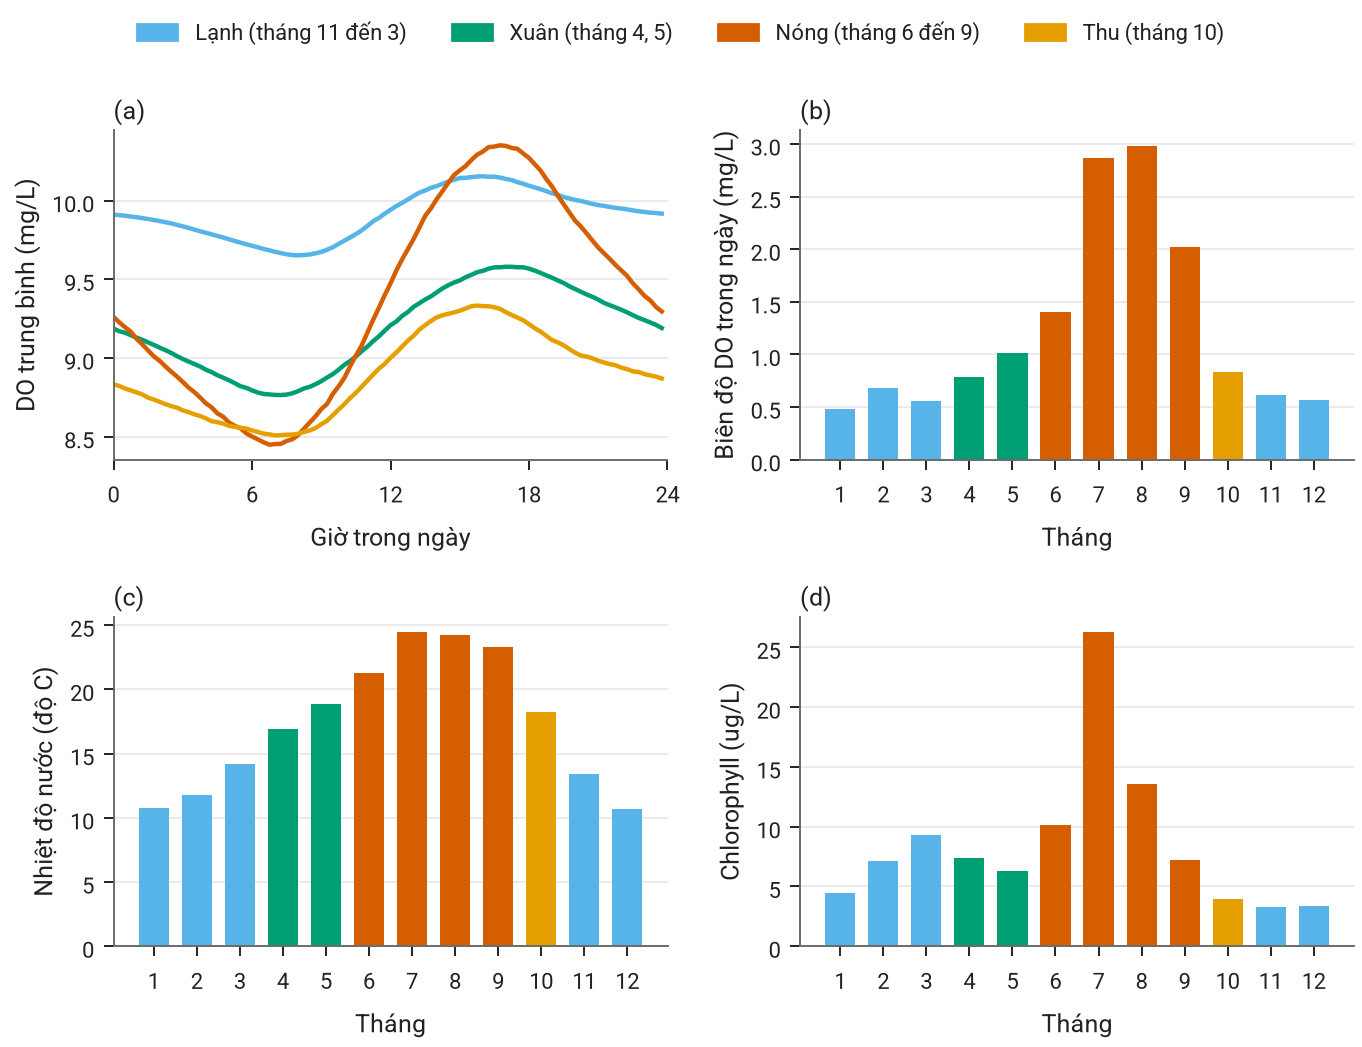 Lạnh (tháng 11 đến 3) Xuân (tháng 4, 5) Nóng (tháng 6 đến 9) Thu (tháng 10)
(a)
DO trung bình (mg/L)
10.0
9.5
9.0
8.5
0 6 12 18 24
Giờ trong ngày
(b)
Biên độ DO trong ngày (mg/L)
3.0
2.5
2.0
1.5
1.0
0.5
0.0
1 2 3 4 5 6 7 8 9 10 11 12
Tháng
(c)
Nhiệt độ nước (độ C)
25
20
15
10
5
0
1 2 3 4 5 6 7 8 9 10 11 12
Tháng
(d)
Chlorophyll (ug/L)
25
20
15
10
5
0
1 2 3 4 5 6 7 8 9 10 11 12
Tháng